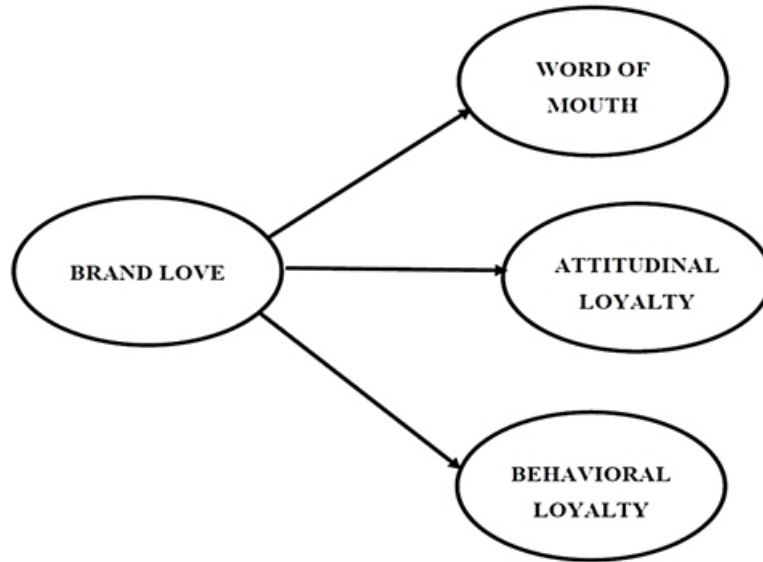 WORD OF
MOUTH
BRAND LOVE
ATTITUDINAL
LOYALTY
BEHAVIORAL
LOYALTY